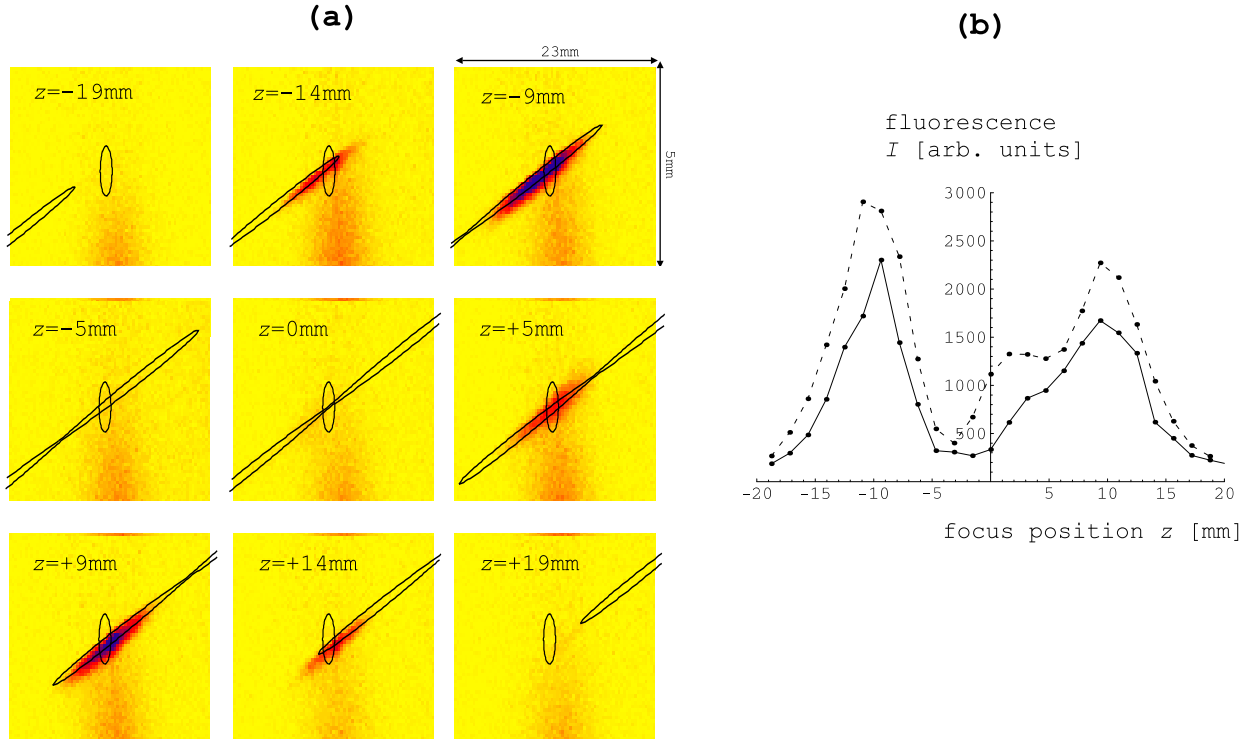 (a)
(b)
23mm
z=−19mm
z=−14mm
z=−9mm
5mm
z=−5mm
z=0mm
z=+5mm
z=+9mm
z=+14mm
z=+19mm
fluorescence
I [arb. units]
3000
2500
2000
1500
1000
500
−20
−15
−10
−5
5
10
15
20
focus position z [mm]